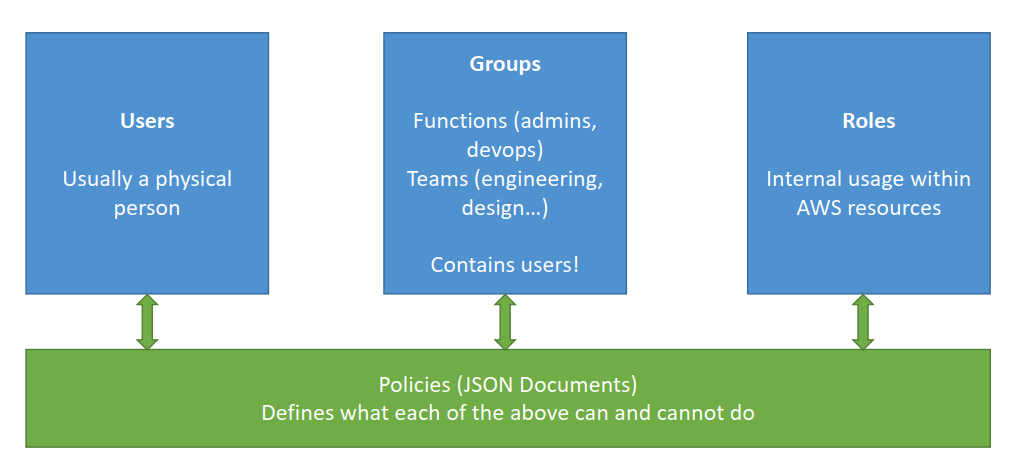 Users
Usually a physical
person
Groups
Functions (admins,
devops)
Teams (engineering,
design…)
Contains users!
Roles
Internal usage within
AWS resources
Policies (JSON Documents)
Defines what each of the above can and cannot do